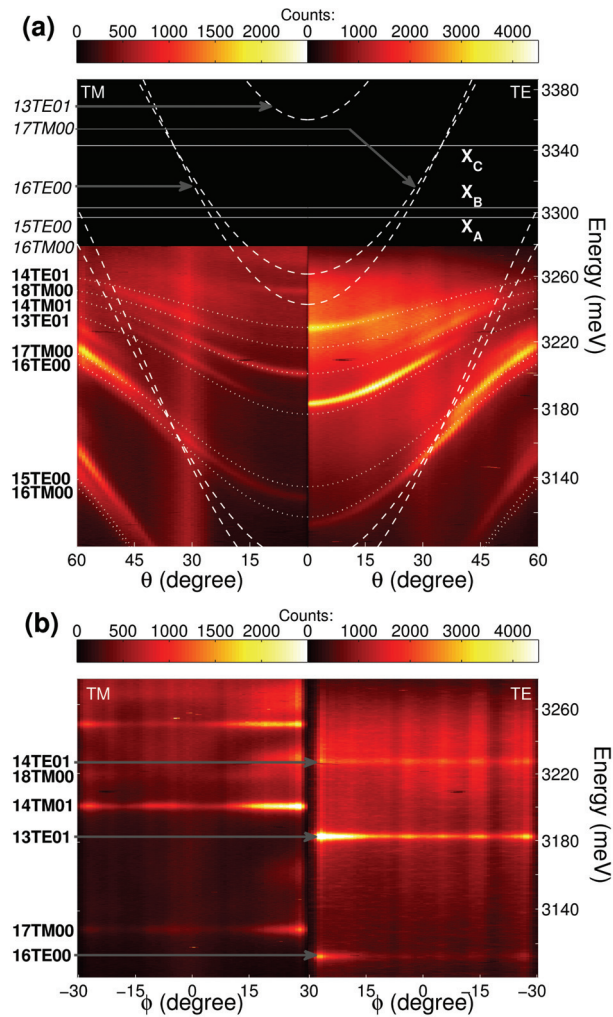 (a)
Counts:
0 500 1000 1500 2000 0 1000 2000 3000 4000
TM TE
3380
13TE01
17TM00
3340
X_C
16TE00
X_B
3300
15TE00
X_A
16TM00
14TE01
3260
18TM00
14TM01
13TE01
3220
17TM00
16TE00
3180
15TE00
3140
16TM00
Energy (meV)
60 45 30 15 0 15 30 45 60
θ (degree) θ (degree)
(b)
Counts:
0 500 1000 1500 2000 0 1000 2000 3000 4000
TM TE
3260
14TE01
18TM00
3220
14TM01
13TE01
3180
3140
17TM00
16TE00
Energy (meV)
−30 −15 0 15 30 15 0 −15 −30
ϕ (degree) ϕ (degree)